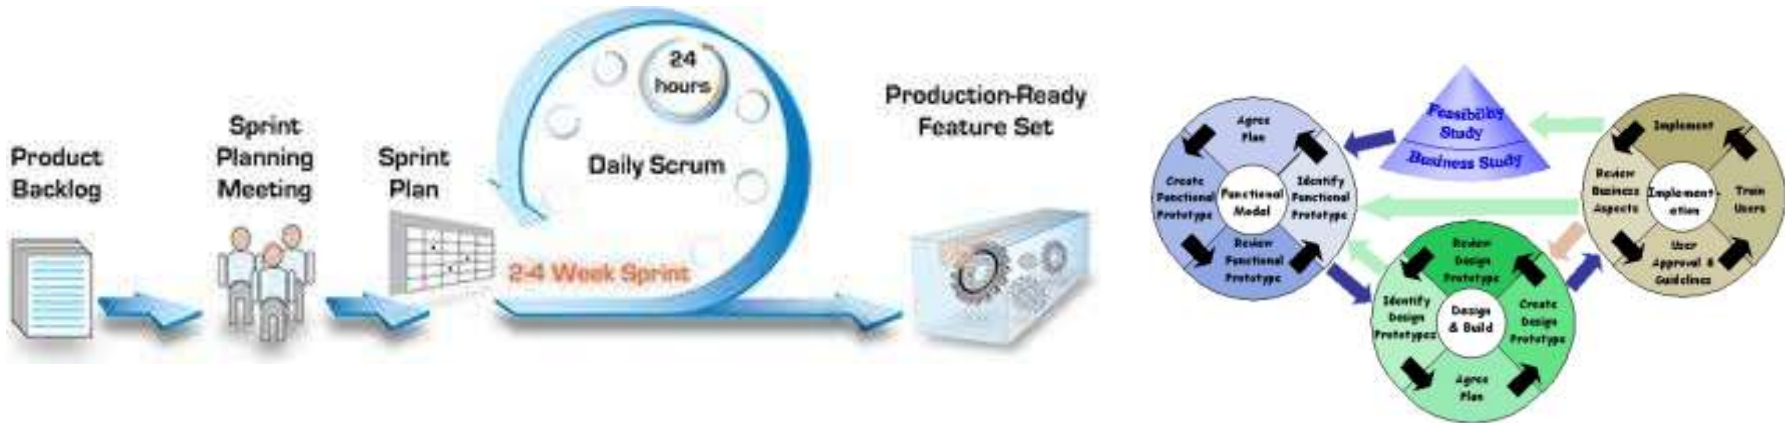 Product
Backlog
Sprint
Planning
Meeting
Sprint
Plan
24
hours
Daily Scrum
2-4 Week Sprint
Production-Ready
Feature Set
Feasibility
Study
Business Study
Agree
Plan
Create
Functional
Prototype
Functional
Model
Identify
Functional
Prototype
Review
Functional
Prototype
Implement
Review
Business
Aspects
Implement-
ation
Train
Users
User
Approval &
Guidelines
Review
Design
Prototype
Identify
Design
Prototypes
Design
& Build
Create
Design
Prototype
Agree
Plan